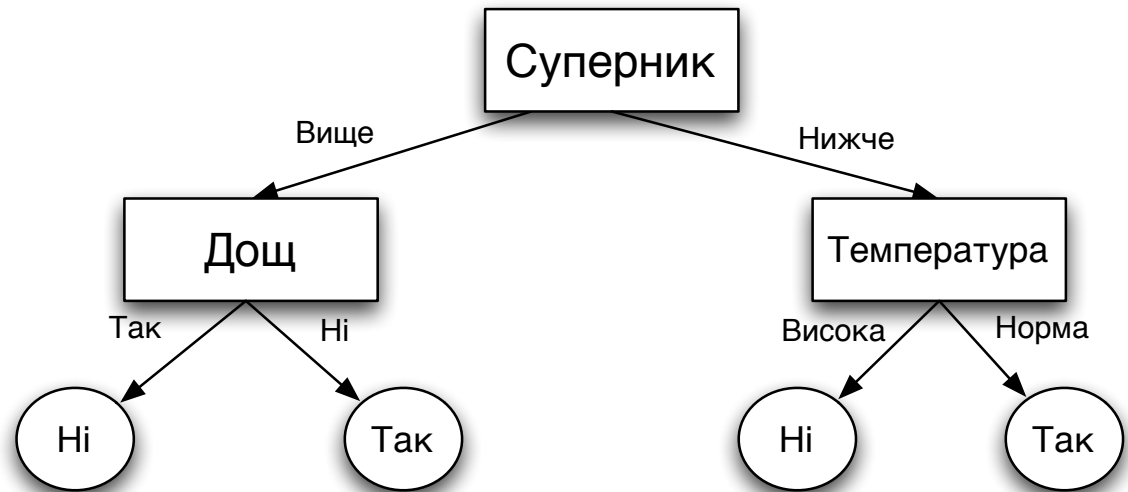 Суперник
Вище
Нижче
Дощ
Температура
Так
Ні
Висока
Норма
Ні
Так
Ні
Так